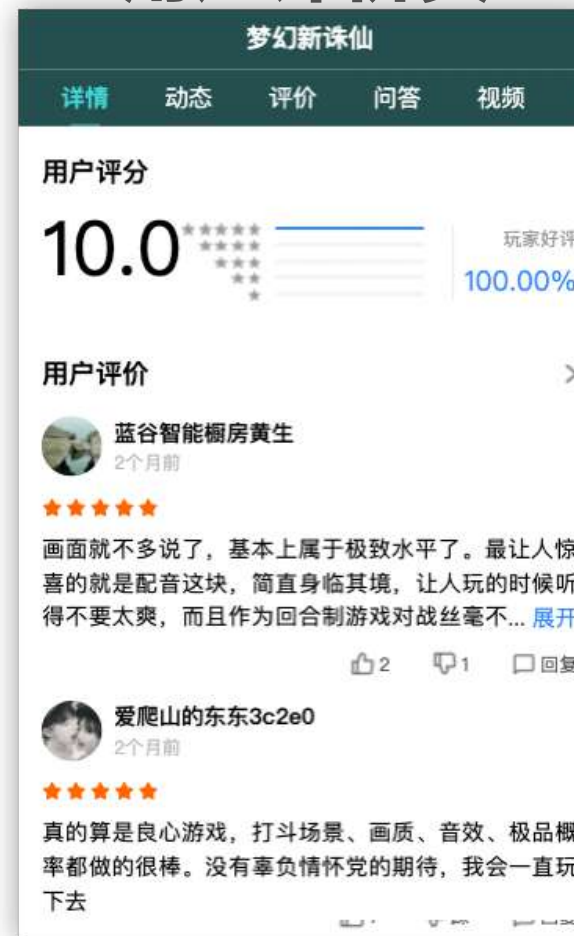 梦幻新诛仙
详情 动态 评价 问答 视频
用户评分
10.0
玩家好评
100.00%
用户评价
蓝谷智能橱房黄生
2个月前
画面就不多说了，基本上属于极致水平了。最让人惊
喜的就是配音这块，简直身临其境，让人玩的时候听
得不要太爽，而且作为回合制游戏对战丝毫不... 展开
2 1 回复
爱爬山的东东3c2e0
2个月前
真的算是良心游戏，打斗场景、画质、音效、极品概
率都做的很棒。没有辜负情怀党的期待，我会一直玩
下去